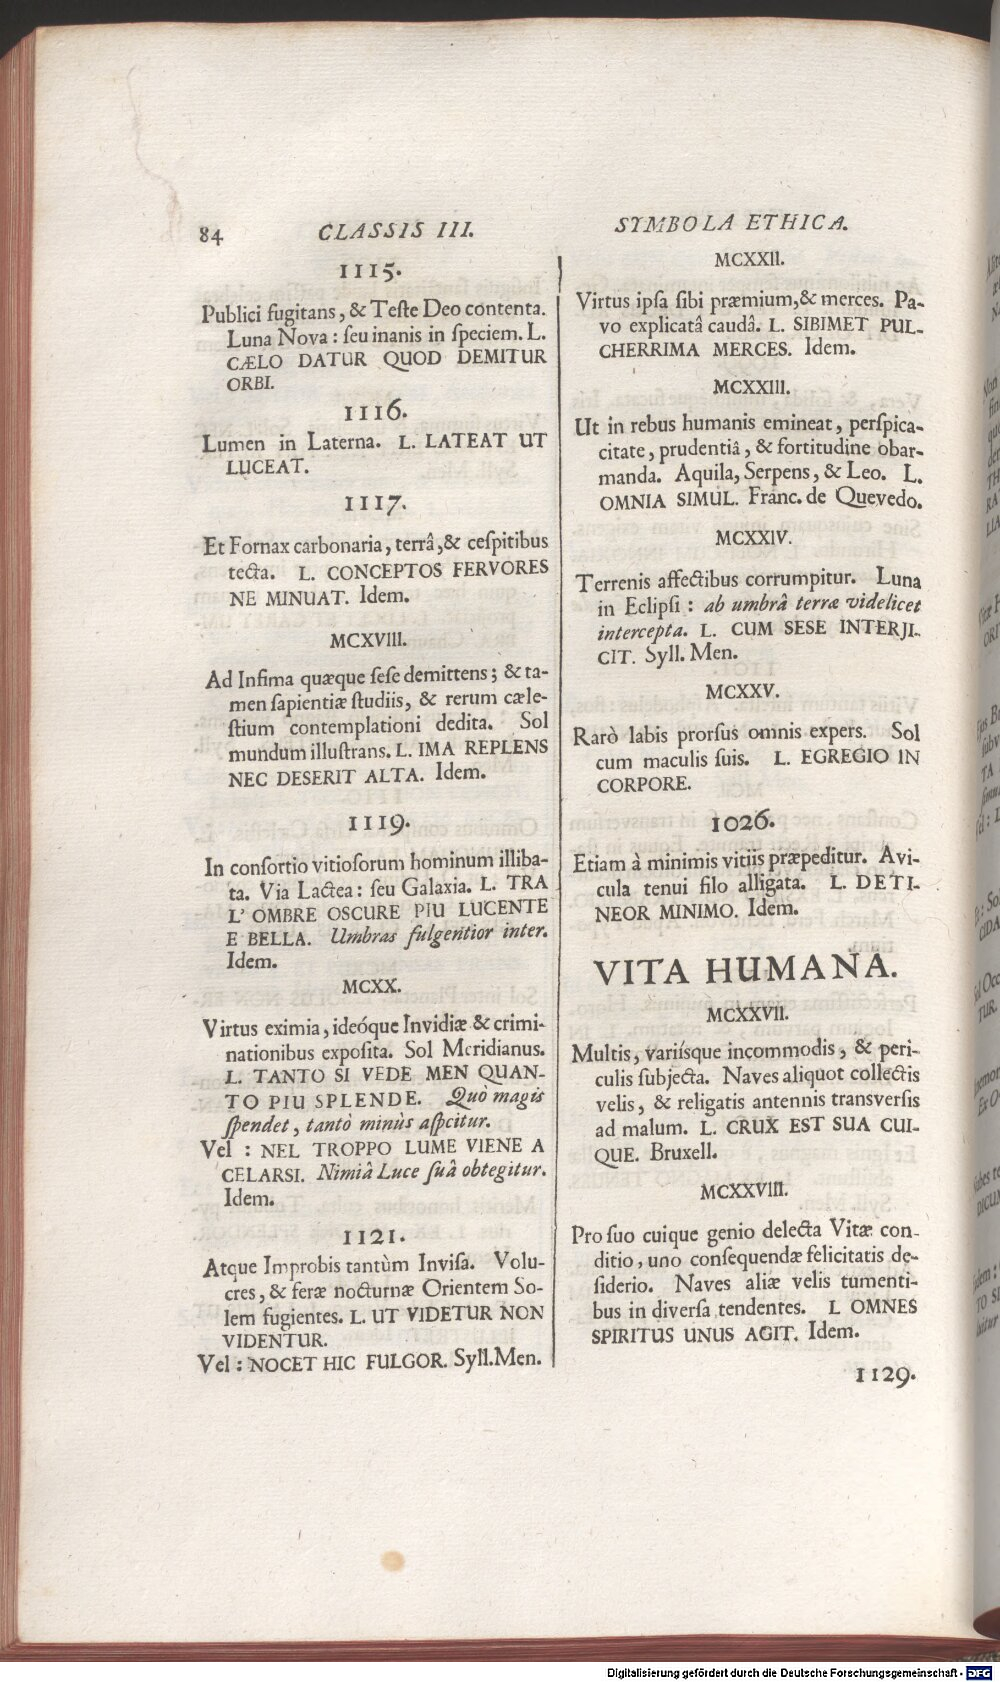 84 CLASSIS III.
1115.
Publici fugitans, & Teſte Deo contenta.
Luna Nova : ſeu inanis in ſpeciem. L.
CÆLO DATUR QUOD DEMITUR
ORBI.
1116.
Lumen in Laterna. L. LATEAT UT
LUCEAT.
1117.
Et Fornax carbonaria, terrâ, & ceſpitibus
tecta. L. CONCEPTOS FERVORES
NE MINUAT. Idem.
MCXVIII.
Ad Infima quæque ſeſe demittens ; & ta-
men ſapientiæ ſtudiis, & rerum cæle-
ſtium contemplationi dedita. Sol
mundum illuſtrans. L. IMA REPLENS
NEC DESERIT ALTA. Idem.
1119.
In conſortio vitioſorum hominum illiba-
ta. Via Lactea : ſeu Galaxia. L. TRA
L' OMBRE OSCURE PIU LUCENTE
E BELLA. Umbras fulgentior inter.
Idem.
MCXX.
Virtus eximia, ideóque Invidiæ & crimi-
nationibus expoſita. Sol Meridianus.
L. TANTO SI VEDE MEN QUAN-
TO PIU SPLENDE. Quò magis
ſpendet, tantò minùs aſpcitur.
Vel : NEL TROPPO LUME VIENE A
CELARSI. Nimiâ Luce ſuâ obtegitur.
Idem.
1121.
Atque Improbis tantùm Inviſa. Volu-
cres, & feræ nocturnæ Orientem So-
lem fugientes. L. UT VIDETUR NON
VIDENTUR.
Vel : NOCET HIC FULGOR. Syll. Men.
SYMBOLA ETHICA.
MCXXII.
Virtus ipſa ſibi præmium, & merces. Pa-
vo explicatâ caudâ. L. SIBIMET PUL-
CHERRIMA MERCES. Idem.
MCXXIII.
Ut in rebus humanis emineat, perſpica-
citate, prudentiâ, & fortitudine obar-
manda. Aquila, Serpens, & Leo. L.
OMNIA SIMUL. Franc. de Quevedo.
MCXXIV.
Terrenis affectibus corrumpitur. Luna
in Eclipſi : ab umbrâ terræ videlicet
intercepta. L. CUM SESE INTERJI-
CIT. Syll. Men.
MCXXV.
Rarò labis prorſus omnis expers. Sol
cum maculis ſuis. L. EGREGIO IN
CORPORE.
1026.
Etiam à minimis vitiis præpeditur. Avi-
cula tenui filo alligata. L. DETI-
NEOR MINIMO. Idem.
VITA HUMANA.
MCXXVII.
Multis, variíſque incommodis, & peri-
culis ſubjecta. Naves aliquot collectis
velis, & religatis antennis transverſis
ad malum. L. CRUX EST SUA CUI-
QUE. Bruxell.
MCXXVIII.
Pro ſuo cuique genio delecta Vitæ con-
ditio, uno conſequendæ felicitatis de-
ſiderio. Naves aliæ velis tumenti-
bus in diverſa tendentes. L OMNES
SPIRITUS UNUS AGIT. Idem.
1129.
Digitalisierung gefördert durch die Deutsche Forschungsgemeinschaft - DFG